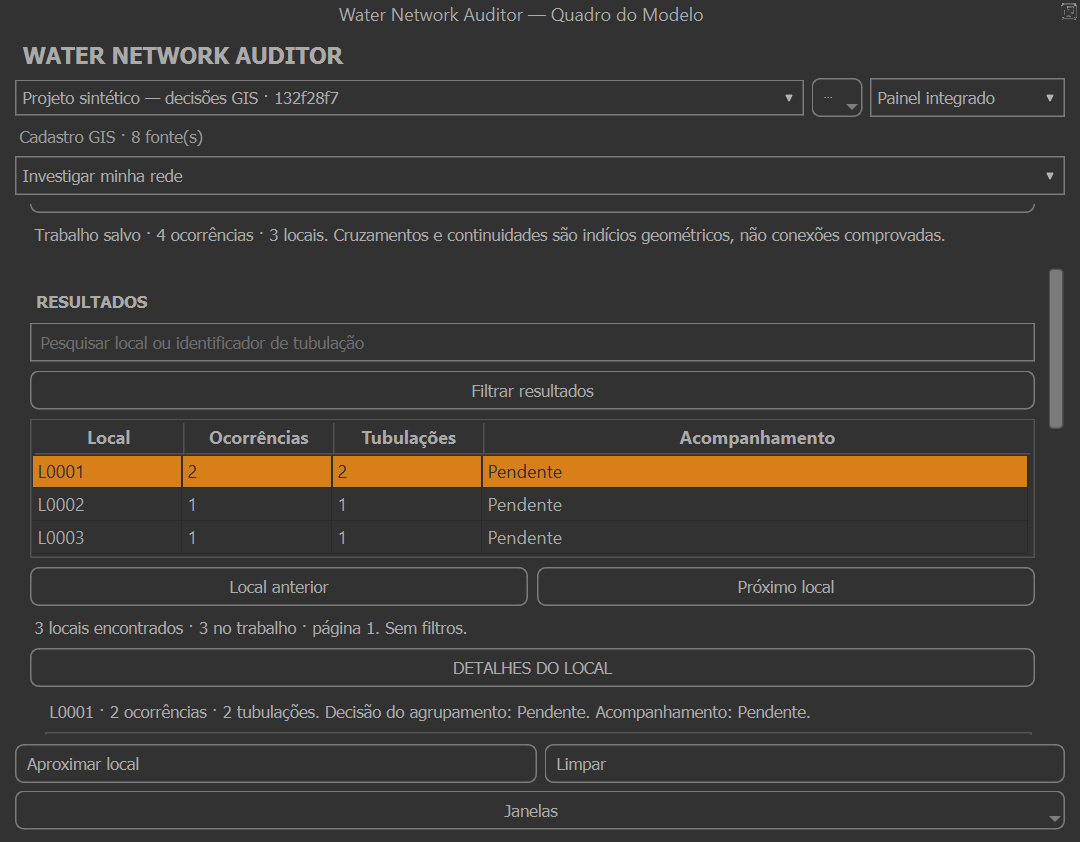 Water Network Auditor — Quadro do Modelo
WATER NETWORK AUDITOR
Projeto sintético — decisões GIS · 132f28f7
...
Painel integrado
Cadastro GIS · 8 fonte(s)
Investigar minha rede
Trabalho salvo · 4 ocorrências · 3 locais. Cruzamentos e continuidades são indícios geométricos, não conexões comprovadas.
RESULTADOS
Pesquisar local ou identificador de tubulação
Filtrar resultados
Local Ocorrências Tubulações Acompanhamento
L0001 2 2 Pendente
L0002 1 1 Pendente
L0003 1 1 Pendente
Local anterior Próximo local
3 locais encontrados · 3 no trabalho · página 1. Sem filtros.
DETALHES DO LOCAL
L0001 · 2 ocorrências · 2 tubulações. Decisão do agrupamento: Pendente. Acompanhamento: Pendente.
Aproximar local Limpar
Janelas